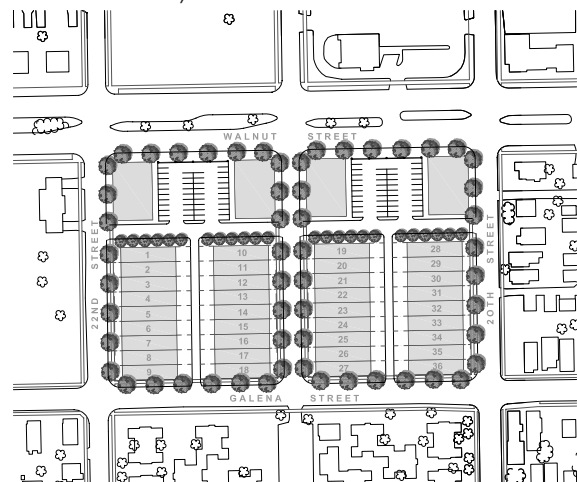 WALNUT STREET
22ND STREET
20TH STREET
1 10 19 28
2 11 20 29
3 12 21 30
4 13 22 31
5 14 23 32
6 15 24 33
7 16 25 34
8 17 26 35
9 18 27 36
GALENA STREET